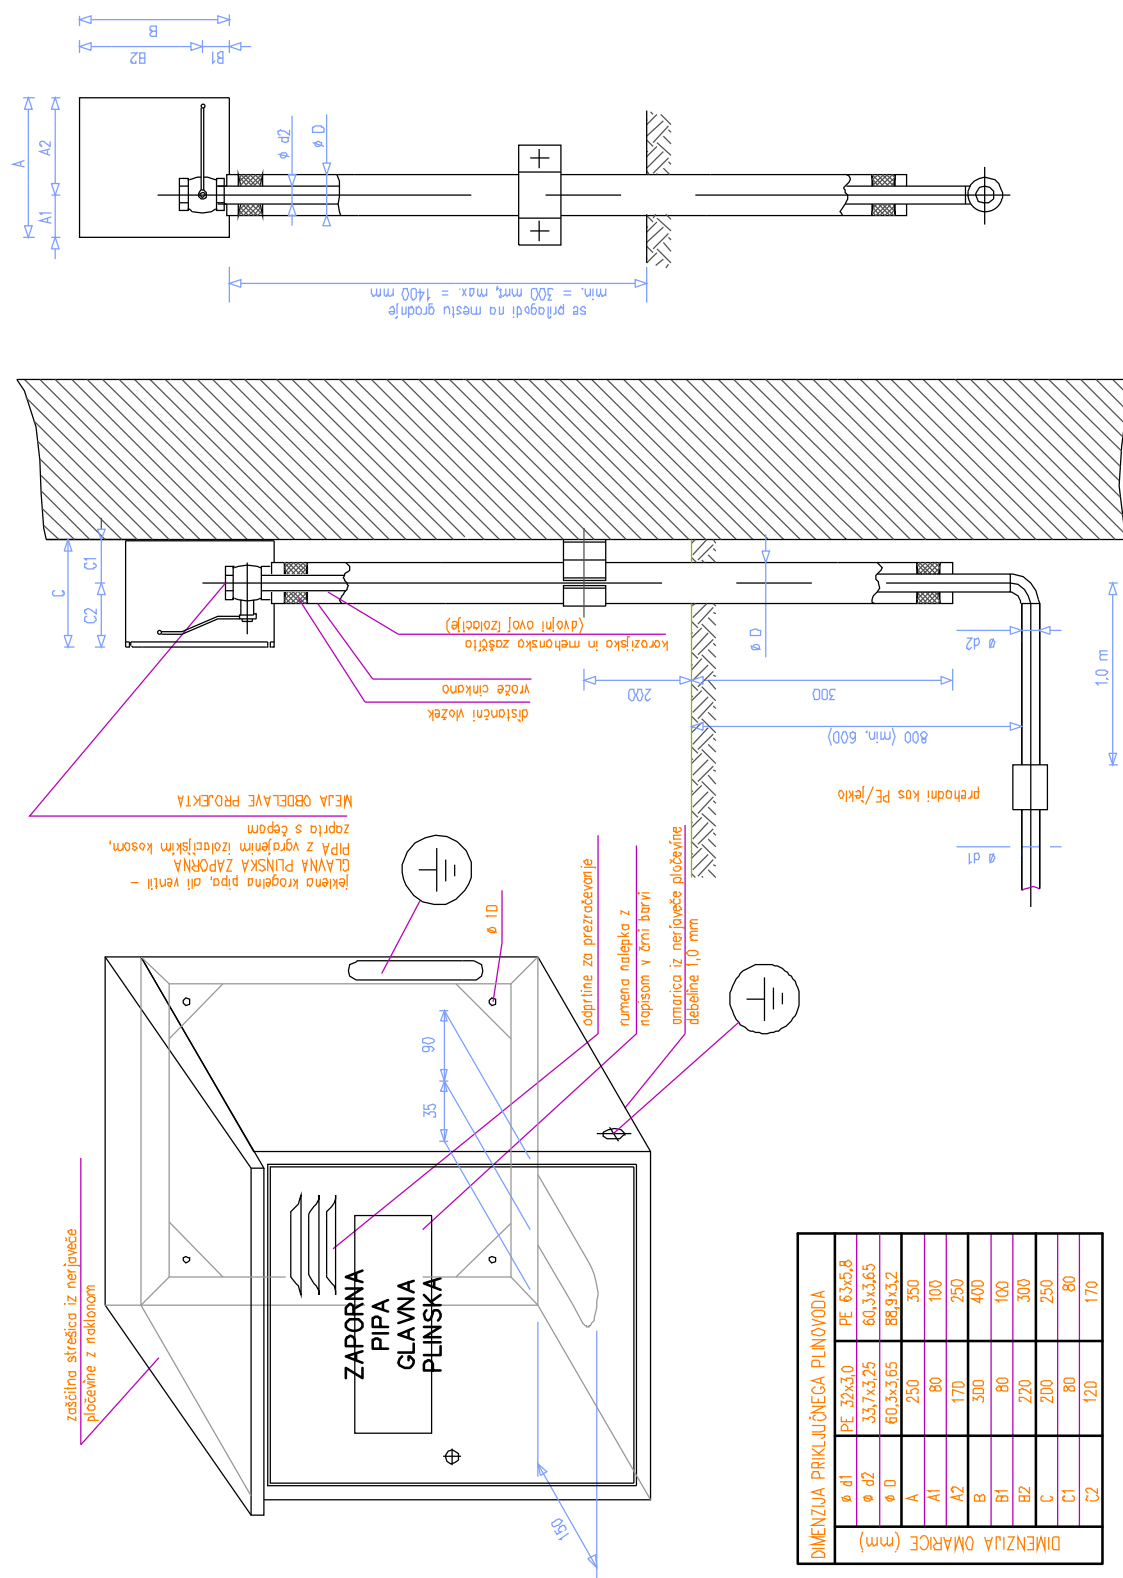 B
B2
B1
A
A2
A1
ø d2
ø D
se prilagodi na mestu gradnje
min. = 300 mm, max. = 1400 mm
C
C1
C2
korozijska in mehanska zaščita
(dvojni ovoj izolacije)
vroče cinkano
distančni vložek
ø D
200
300
ø d2
1,0 m
800 (min. 600)
prehodni kos PE/jeklo
ø d1
MEJA OBDELAVE PROJEKTA
jeklena krogelna pipa, ali ventil –
GLAVNA PLINSKA ZAPORNA
PIPA z vgrajenim izolacijskim kosom,
zaprta s čepom
ø 10
odprtine za prezračevanje
rumena nalepka z
napisom v črni barvi
omarica iz nerjaveče pločevine
debeline 1,0 mm
90
35
150
zaščitna strešica iz nerjaveče
pločevine z naklonom
ZAPORNA
PIPA
GLAVNA
PLINSKA
DIMENZIJA PRIKLJUČNEGA PLINOVODA
DIMENZIJA OMARICE (mm)
ø d1 PE 32x3,0 PE 63x5,8
ø d2 33,7x3,25 60,3x3,65
ø D 60,3x3,65 88,9x3,2
A 250 350
A1 80 100
A2 170 250
B 300 400
B1 80 100
B2 220 300
C 200 250
C1 80 80
C2 120 170